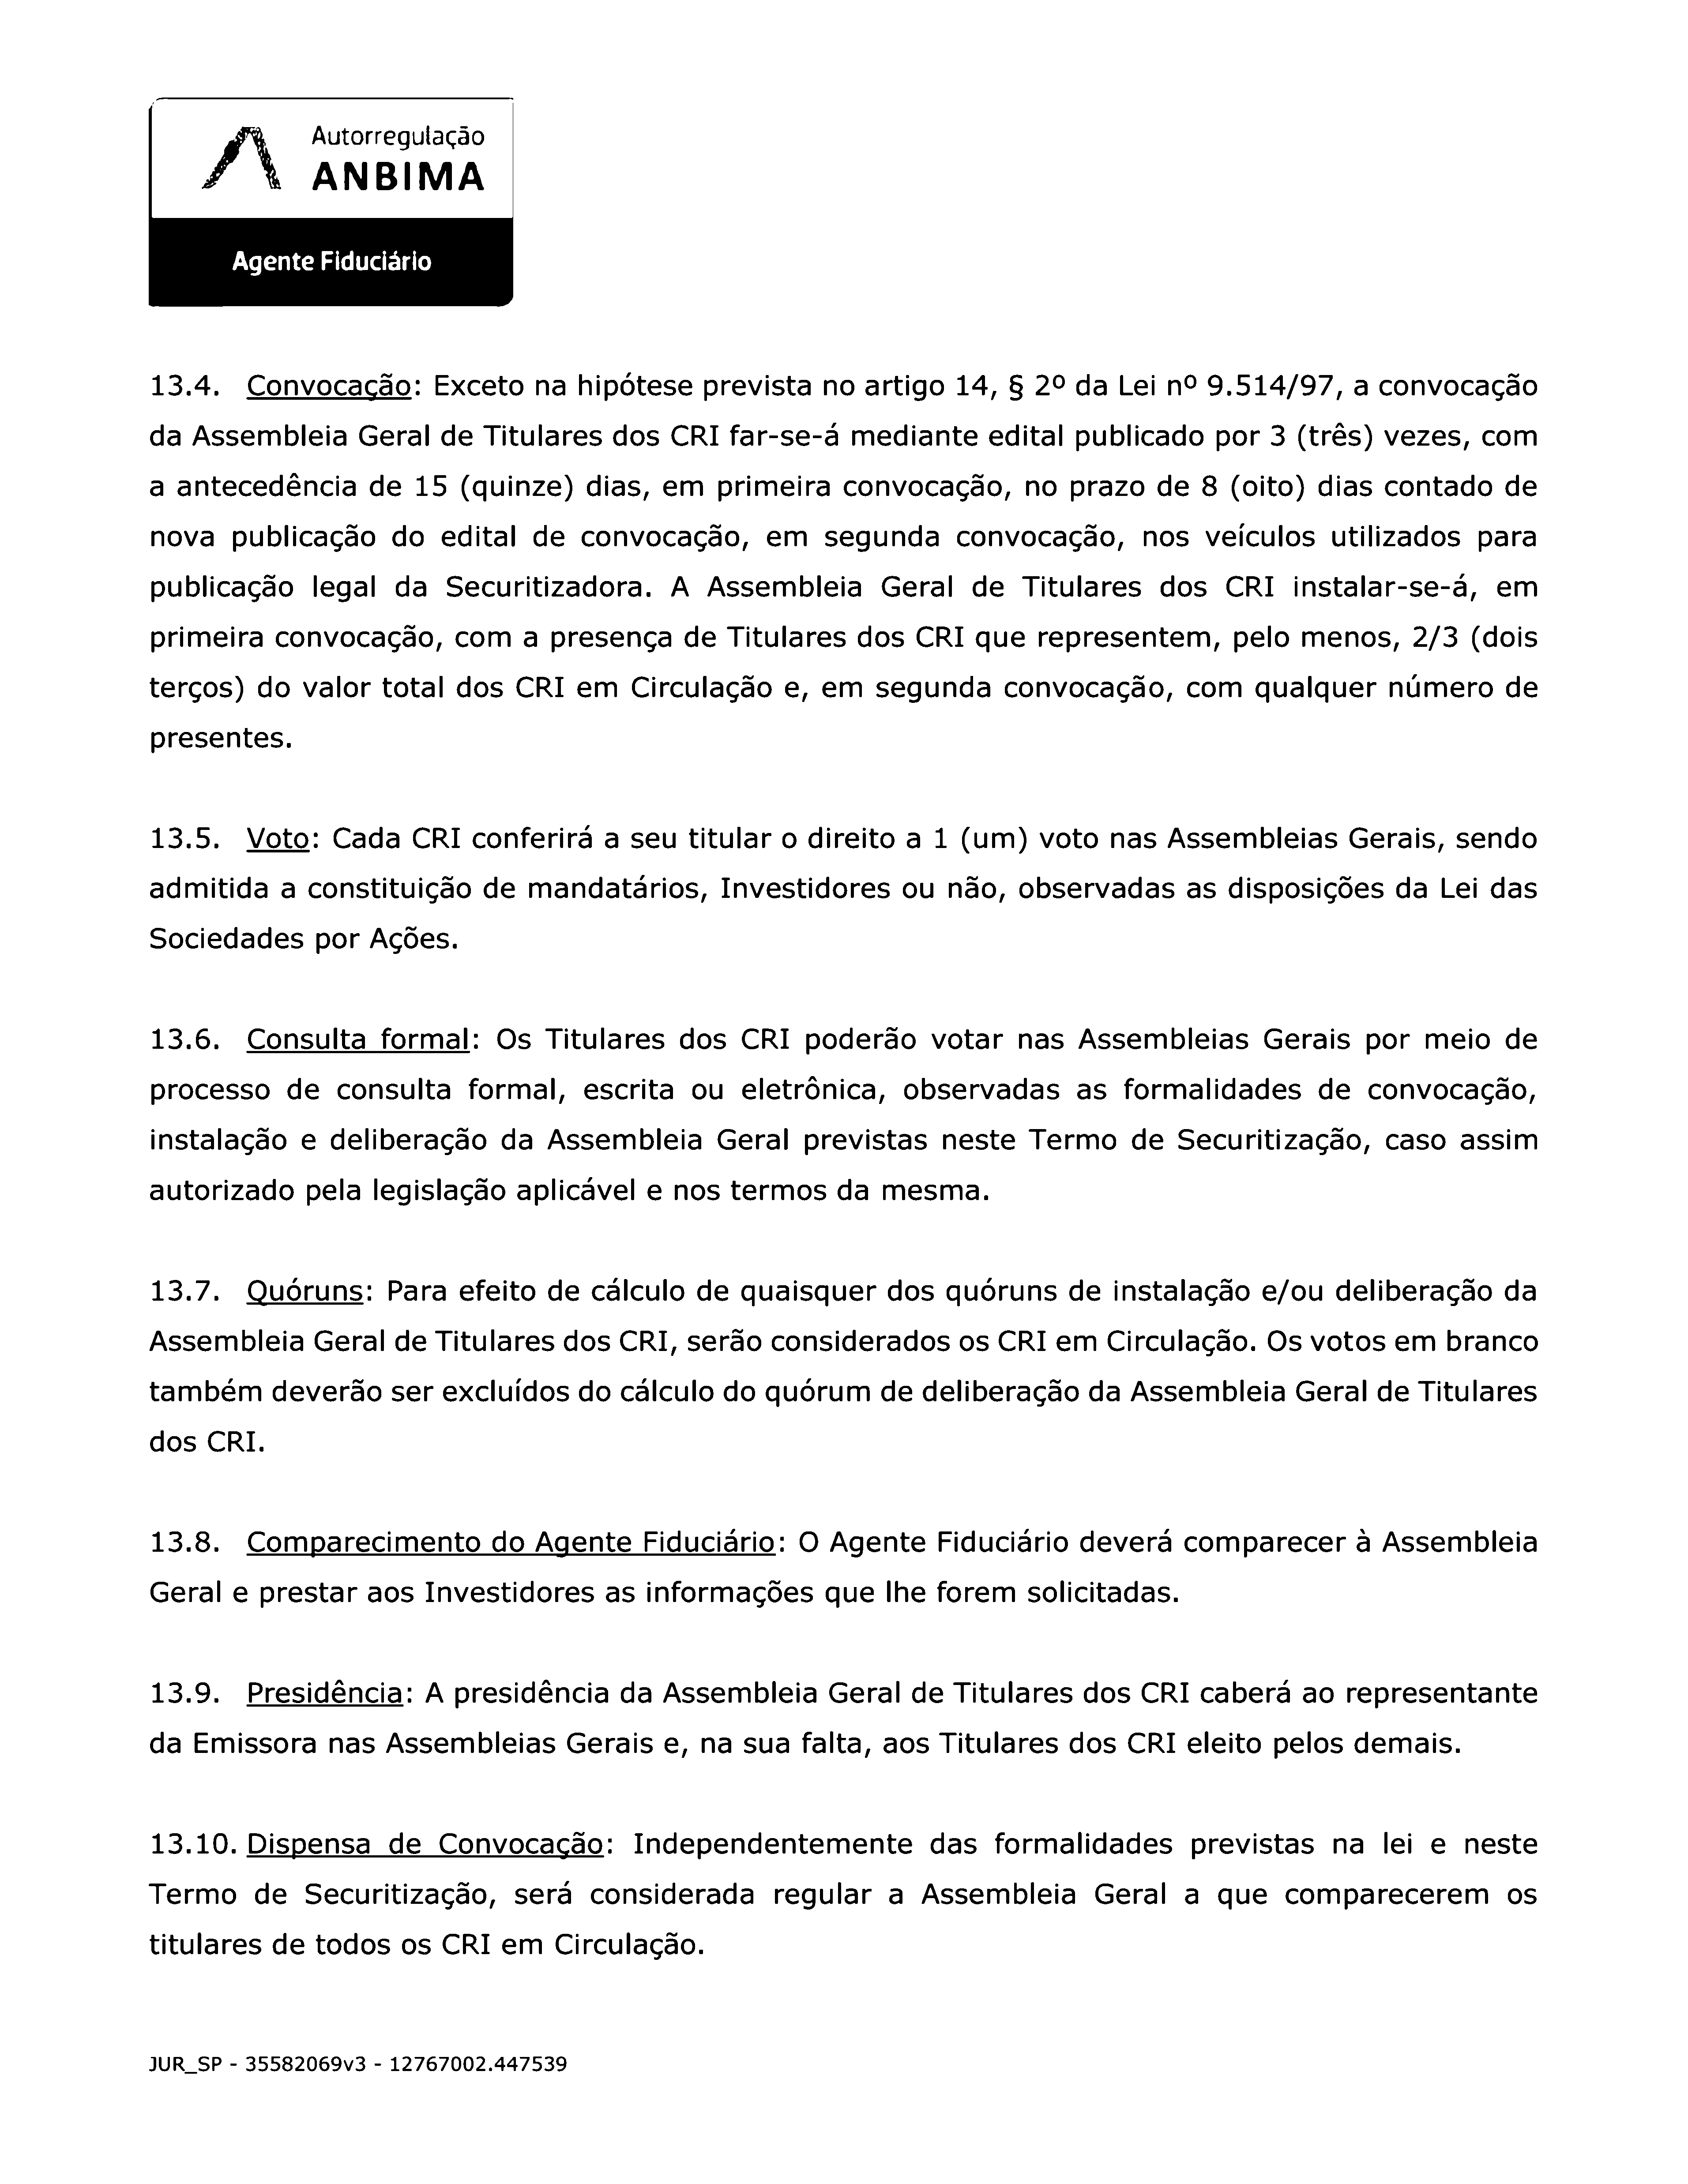 Autorregulação
ANBIMA
Agente Fiduciário
13.4. Convocação: Exceto na hipótese prevista no artigo 14, § 2º da Lei nº 9.514/97, a convocação
da Assembleia Geral de Titulares dos CRI far-se-á mediante edital publicado por 3 (três) vezes, com
a antecedência de 15 (quinze) dias, em primeira convocação, no prazo de 8 (oito) dias contado de
nova publicação do edital de convocação, em segunda convocação, nos veículos utilizados para
publicação legal da Securitizadora. A Assembleia Geral de Titulares dos CRI instalar-se-á, em
primeira convocação, com a presença de Titulares dos CRI que representem, pelo menos, 2/3 (dois
terços) do valor total dos CRI em Circulação e, em segunda convocação, com qualquer número de
presentes.
13.5. Voto: Cada CRI conferirá a seu titular o direito a 1 (um) voto nas Assembleias Gerais, sendo
admitida a constituição de mandatários, Investidores ou não, observadas as disposições da Lei das
Sociedades por Ações.
13.6. Consulta formal: Os Titulares dos CRI poderão votar nas Assembleias Gerais por meio de
processo de consulta formal, escrita ou eletrônica, observadas as formalidades de convocação,
instalação e deliberação da Assembleia Geral previstas neste Termo de Securitização, caso assim
autorizado pela legislação aplicável e nos termos da mesma.
13.7. Quóruns: Para efeito de cálculo de quaisquer dos quóruns de instalação e/ou deliberação da
Assembleia Geral de Titulares dos CRI, serão considerados os CRI em Circulação. Os votos em branco
também deverão ser excluídos do cálculo do quórum de deliberação da Assembleia Geral de Titulares
dos CRI.
13.8. Comparecimento do Agente Fiduciário: O Agente Fiduciário deverá comparecer à Assembleia
Geral e prestar aos Investidores as informações que lhe forem solicitadas.
13.9. Presidência: A presidência da Assembleia Geral de Titulares dos CRI caberá ao representante
da Emissora nas Assembleias Gerais e, na sua falta, aos Titulares dos CRI eleito pelos demais.
13.10. Dispensa de Convocação: Independentemente das formalidades previstas na lei e neste
Termo de Securitização, será considerada regular a Assembleia Geral a que comparecerem os
titulares de todos os CRI em Circulação.
JUR_SP - 35582069v3 - 12767002.447539